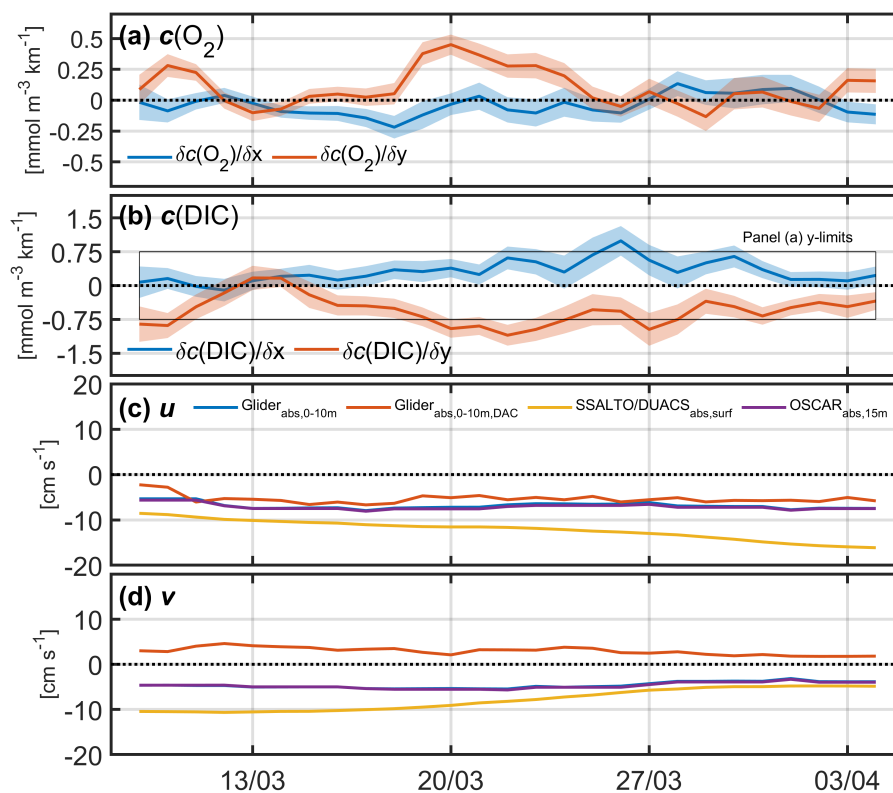 (a) c(O2)
[mmol m-3 km-1]
0.5
0.25
0
-0.25
-0.5
δc(O2)/δx δc(O2)/δy
(b) c(DIC)
Panel (a) y-limits
[mmol m-3 km-1]
1.5
0.75
0
-0.75
-1.5
δc(DIC)/δx δc(DIC)/δy
(c) u
Glider abs,0-10m Glider abs,0-10m,DAC SSALTO/DUACS abs,surf OSCAR abs,15m
[cm s-1]
20
10
0
-10
-20
(d) v
[cm s-1]
10
0
-10
-20
13/03 20/03 27/03 03/04